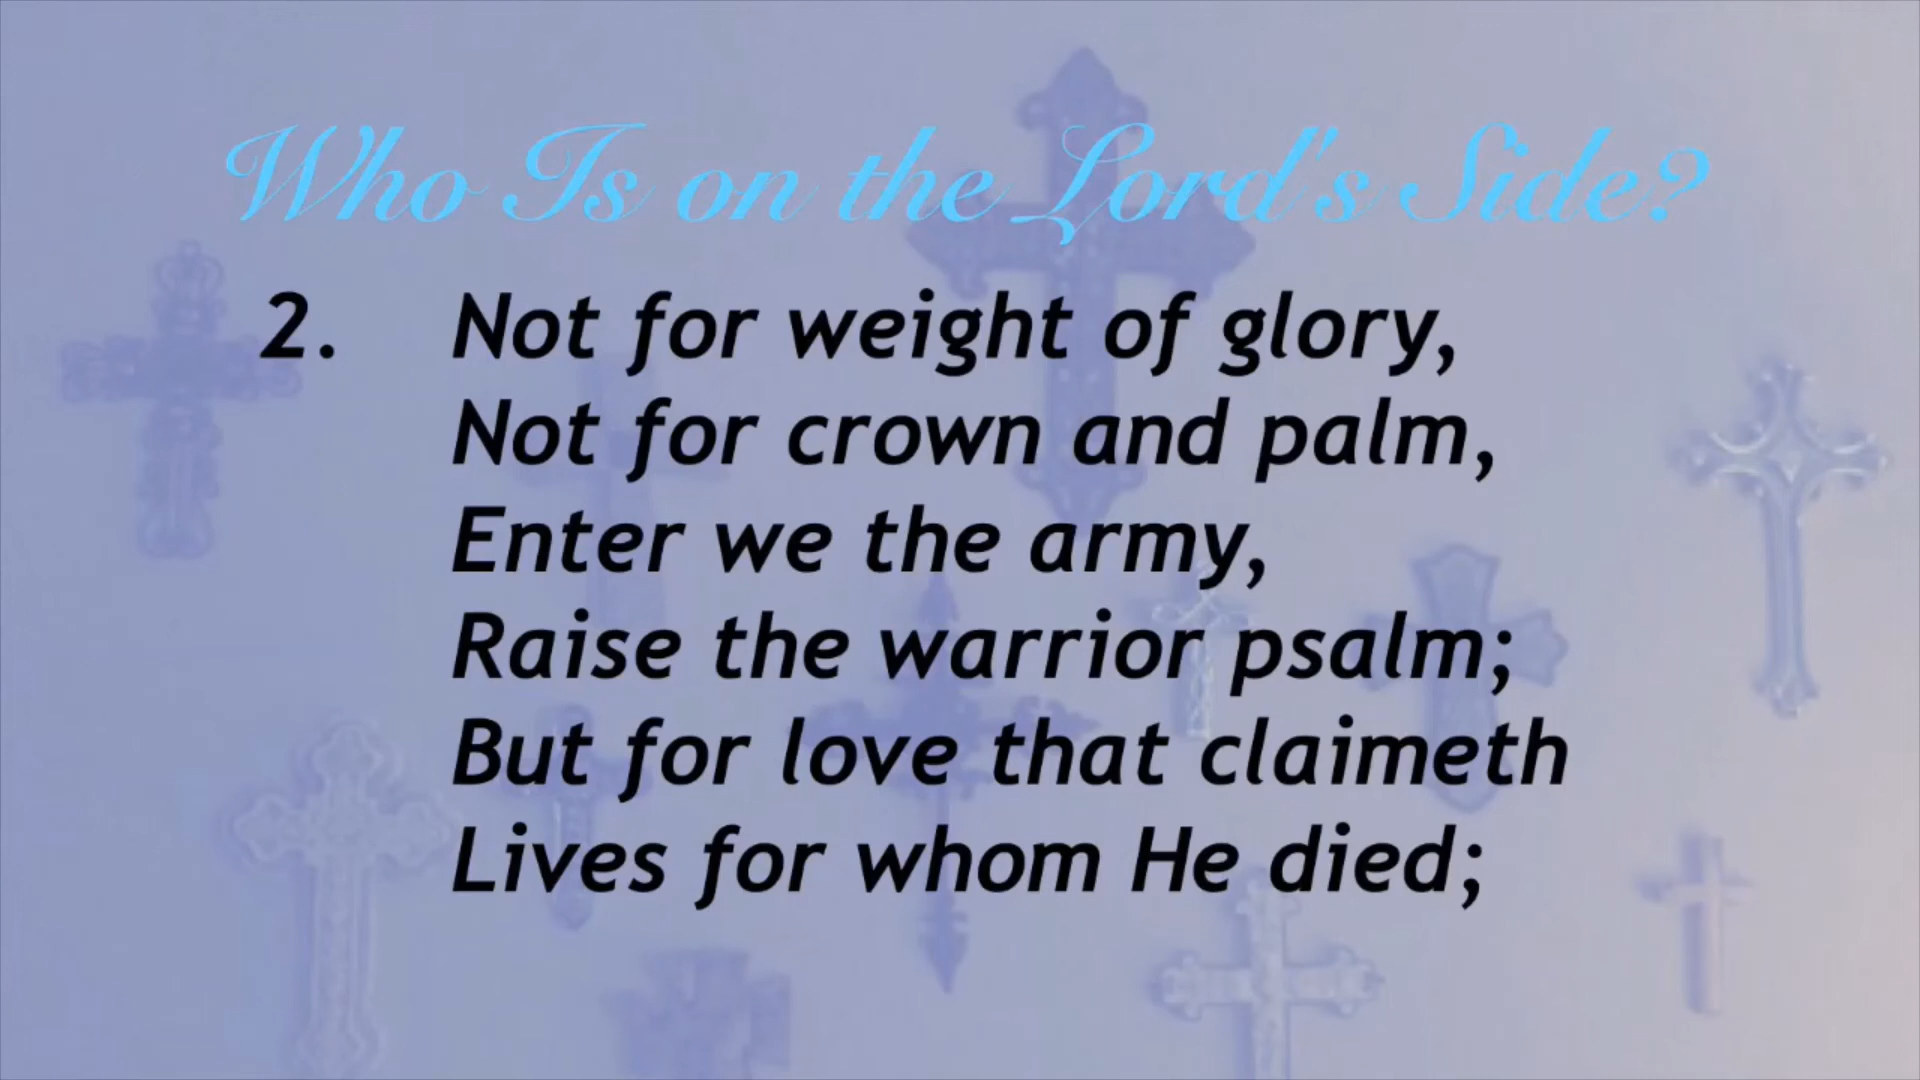 Who Is on the Lord's Side?
2. Not for weight of glory,
Not for crown and palm,
Enter we the army,
Raise the warrior psalm;
But for love that claimeth
Lives for whom He died;